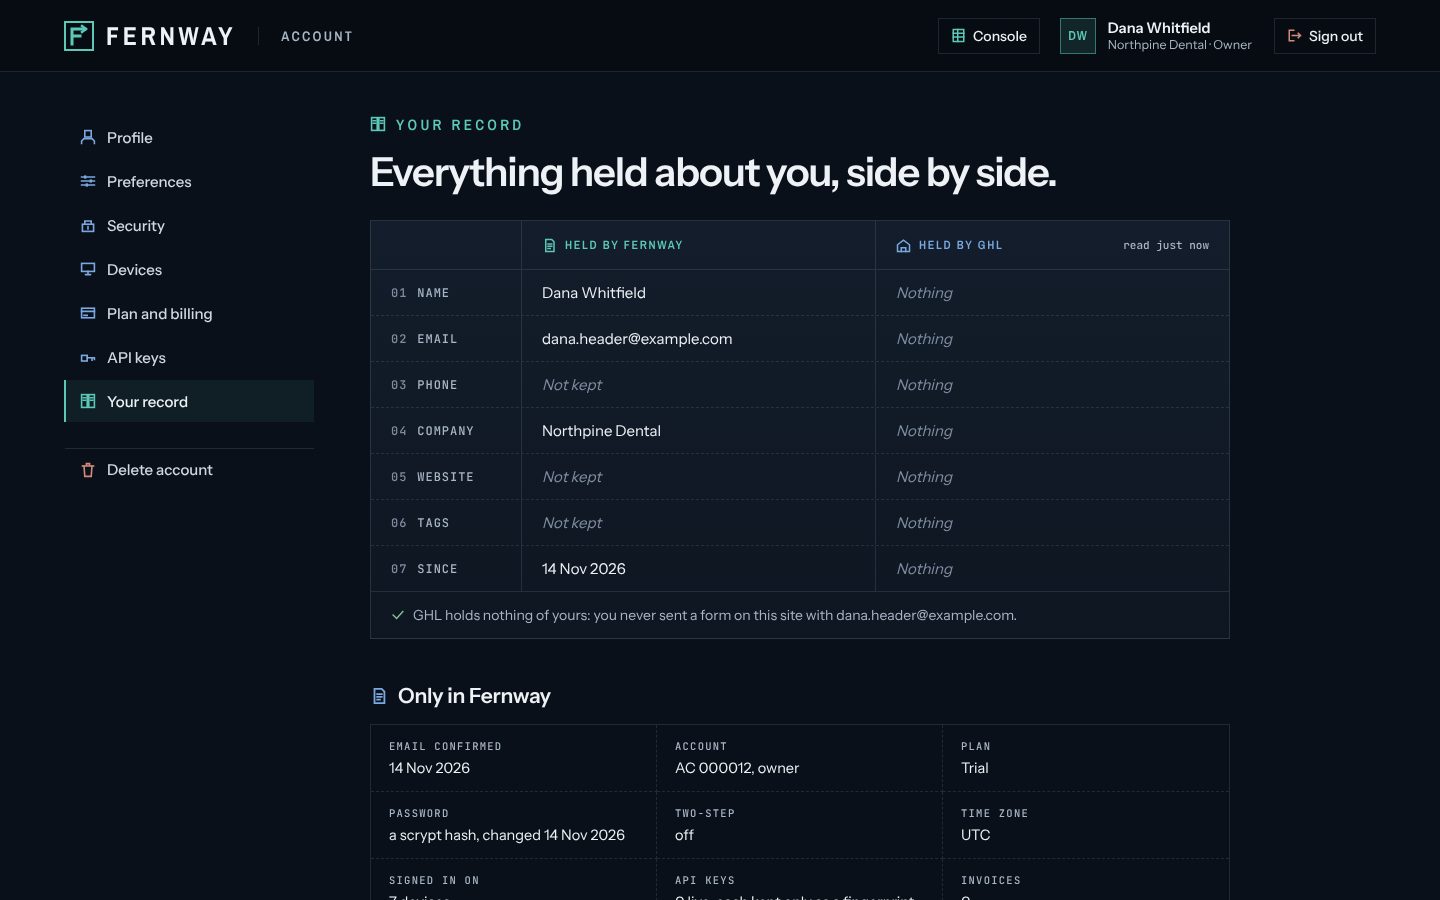 FERNWAY
ACCOUNT
Console
DW
Dana Whitfield
Northpine Dental · Owner
Sign out
Profile
Preferences
Security
Devices
Plan and billing
API keys
Your record
Delete account
YOUR RECORD
Everything held about you, side by side.
HELD BY FERNWAY
HELD BY GHL
read just now
01 NAME
Dana Whitfield
Nothing
02 EMAIL
dana.header@example.com
Nothing
03 PHONE
Not kept
Nothing
04 COMPANY
Northpine Dental
Nothing
05 WEBSITE
Not kept
Nothing
06 TAGS
Not kept
Nothing
07 SINCE
14 Nov 2026
Nothing
GHL holds nothing of yours: you never sent a form on this site with dana.header@example.com.
Only in Fernway
EMAIL CONFIRMED
14 Nov 2026
ACCOUNT
AC 000012, owner
PLAN
Trial
PASSWORD
a scrypt hash, changed 14 Nov 2026
TWO-STEP
off
TIME ZONE
UTC
SIGNED IN ON
API KEYS
INVOICES